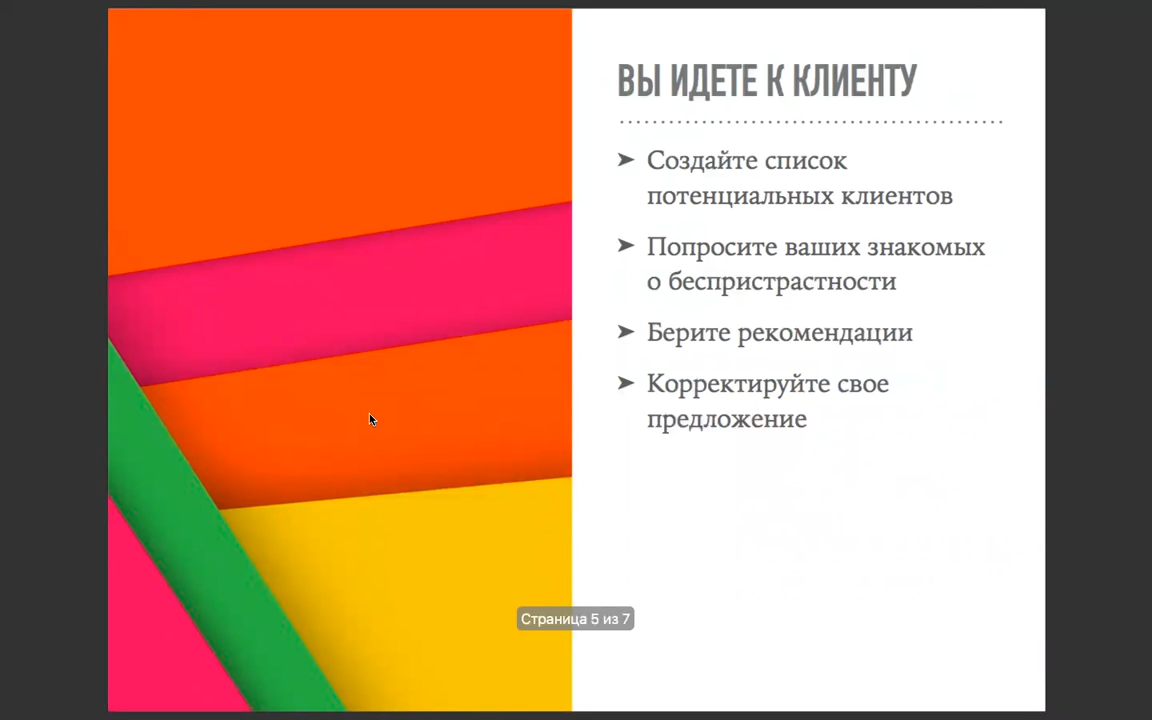 ВЫ ИДЕТЕ К КЛИЕНТУ
➤ Создайте список
потенциальных клиентов
➤ Попросите ваших знакомых
о беспристрастности
➤ Берите рекомендации
➤ Корректируйте свое
предложение
Страница 5 из 7